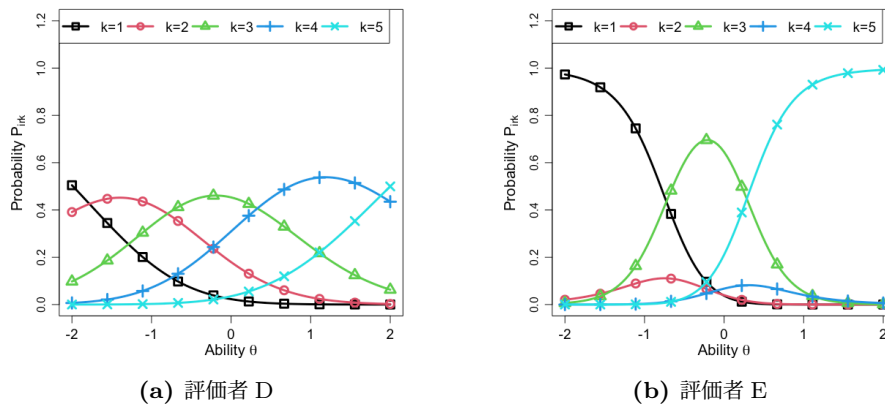 k=1 k=2 k=3 k=4 k=5
1.2
1.0
0.8
0.6
0.4
0.2
0.0
Probability P_irk
-2 -1 0 1 2
Ability θ
(a) 評価者 D
k=1 k=2 k=3 k=4 k=5
1.2
1.0
0.8
0.6
0.4
0.2
0.0
Probability P_irk
-2 -1 0 1 2
Ability θ
(b) 評価者 E